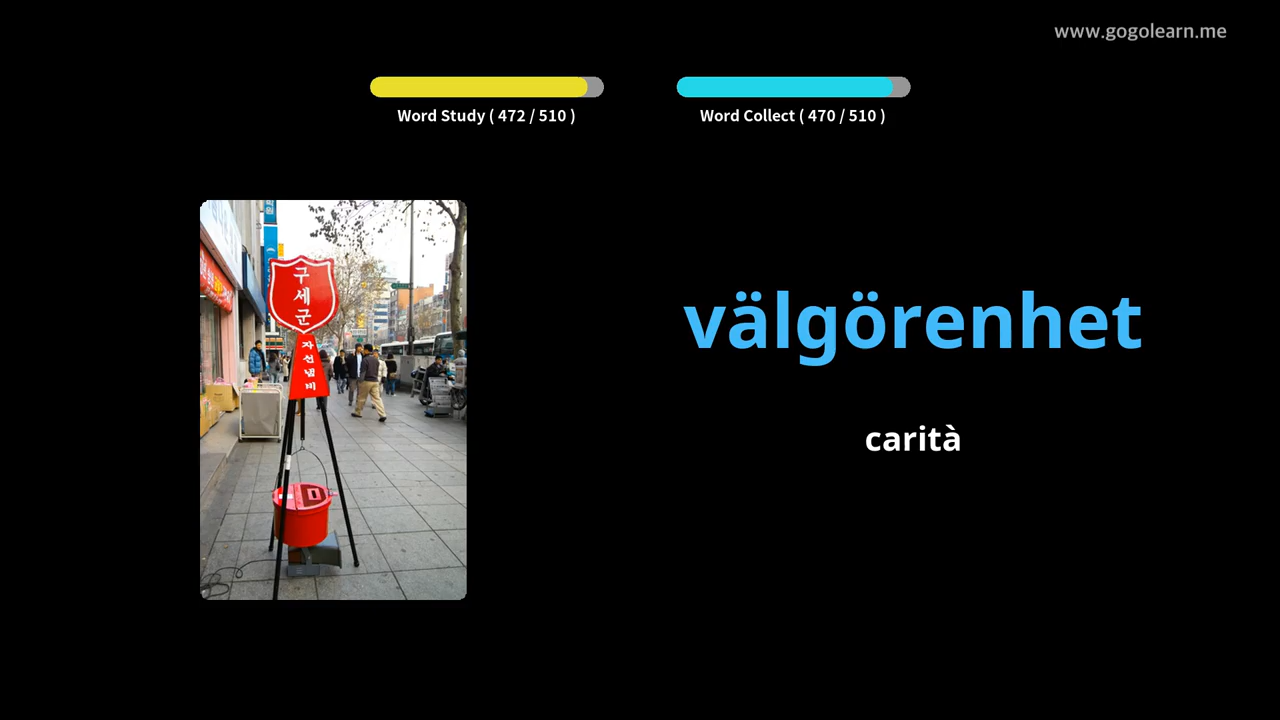 www.gogolearn.me
Word Study ( 472 / 510 )
Word Collect ( 470 / 510 )
구
세
군
자
선
냄
비
välgörenhet
carità